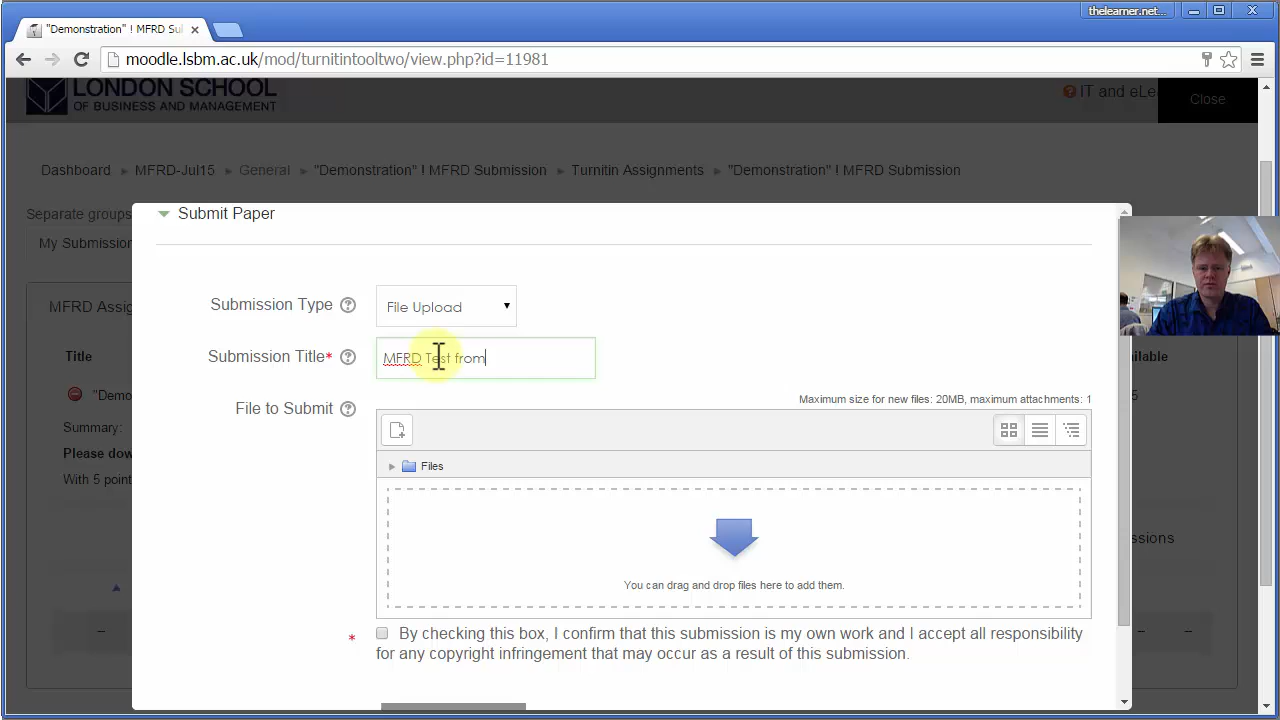 thelearner.net...
"Demonstration" ! MFRD Sul
moodle.lsbm.ac.uk/mod/turnitintooltwo/view.php?id=11981
LONDON SCHOOL
OF BUSINESS AND MANAGEMENT
IT and eLea
Close
Dashboard MFRD-Jul15 General "Demonstration" ! MFRD Submission Turnitin Assignments "Demonstration" ! MFRD Submission
Separate groups
Submit Paper
My Submission
MFRD Assig
Submission Type File Upload
Title
Submission Title* MFRD Test from
ailable
"Demo
5
Maximum size for new files: 20MB, maximum attachments: 1
File to Submit
Summary:
Please dow
Files
With 5 point
ssions
You can drag and drop files here to add them.
* By checking this box, I confirm that this submission is my own work and I accept all responsibility
for any copyright infringement that may occur as a result of this submission.